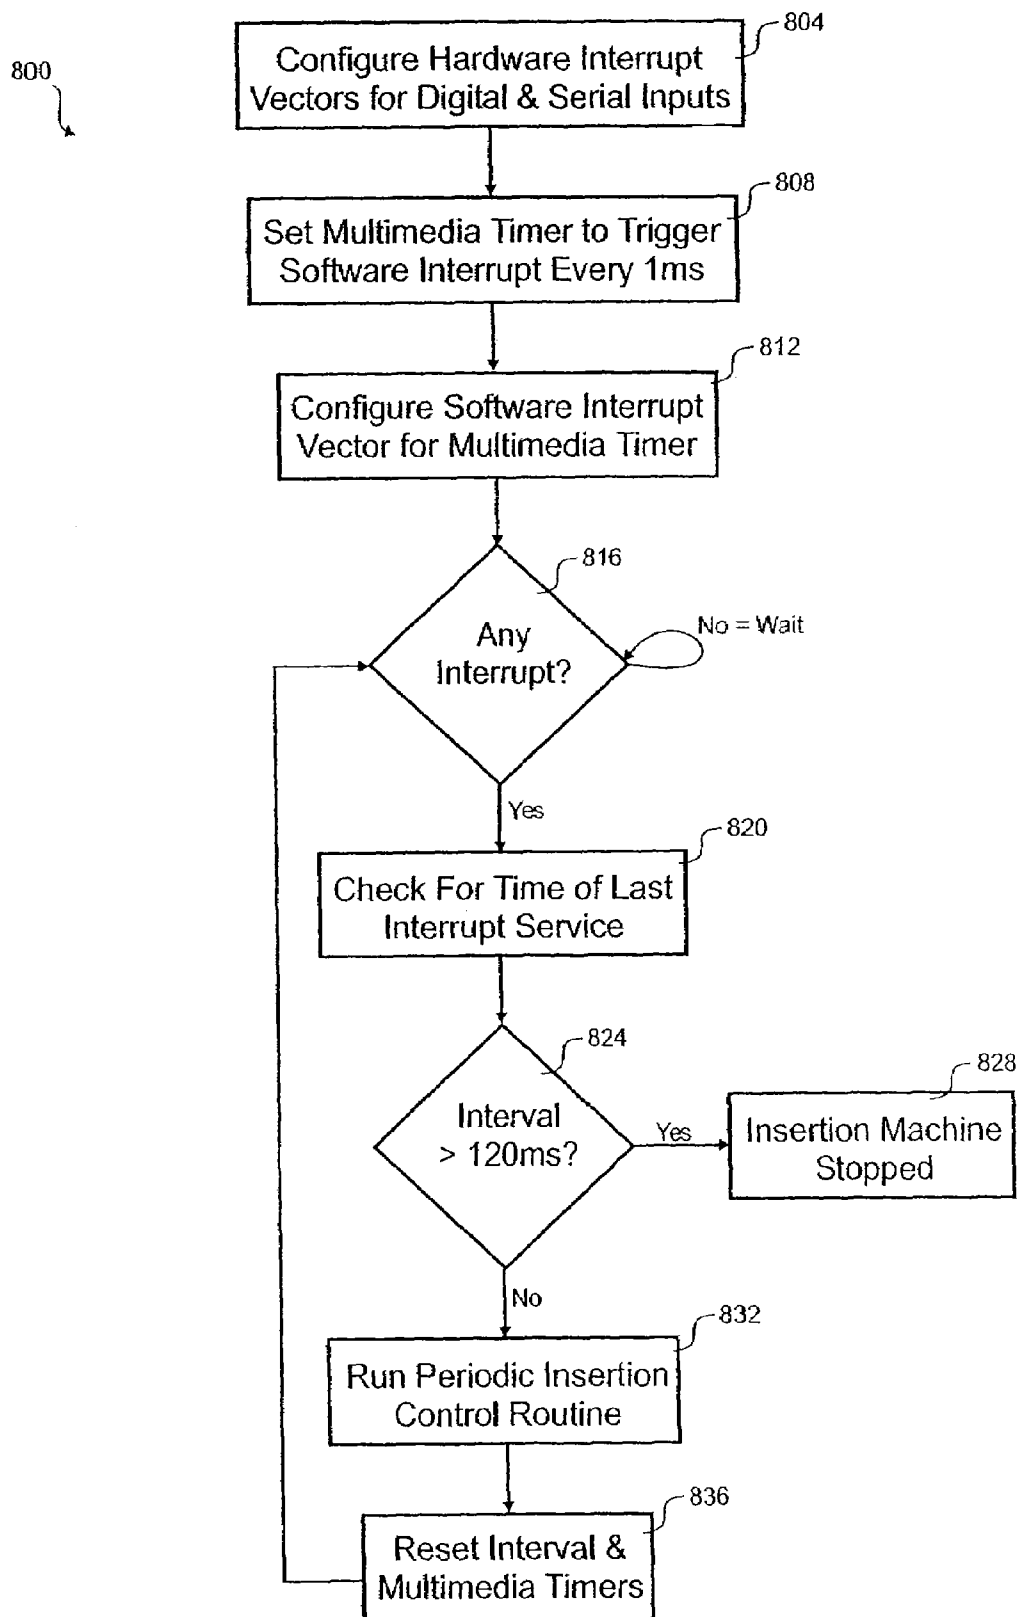 800
804
Configure Hardware Interrupt
Vectors for Digital & Serial Inputs
808
Set Multimedia Timer to Trigger
Software Interrupt Every 1ms
812
Configure Software Interrupt
Vector for Multimedia Timer
816
Any
Interrupt?
No = Wait
Yes
820
Check For Time of Last
Interrupt Service
824
Interval
> 120ms?
Yes
828
Insertion Machine
Stopped
No
832
Run Periodic Insertion
Control Routine
836
Reset Interval &
Multimedia Timers